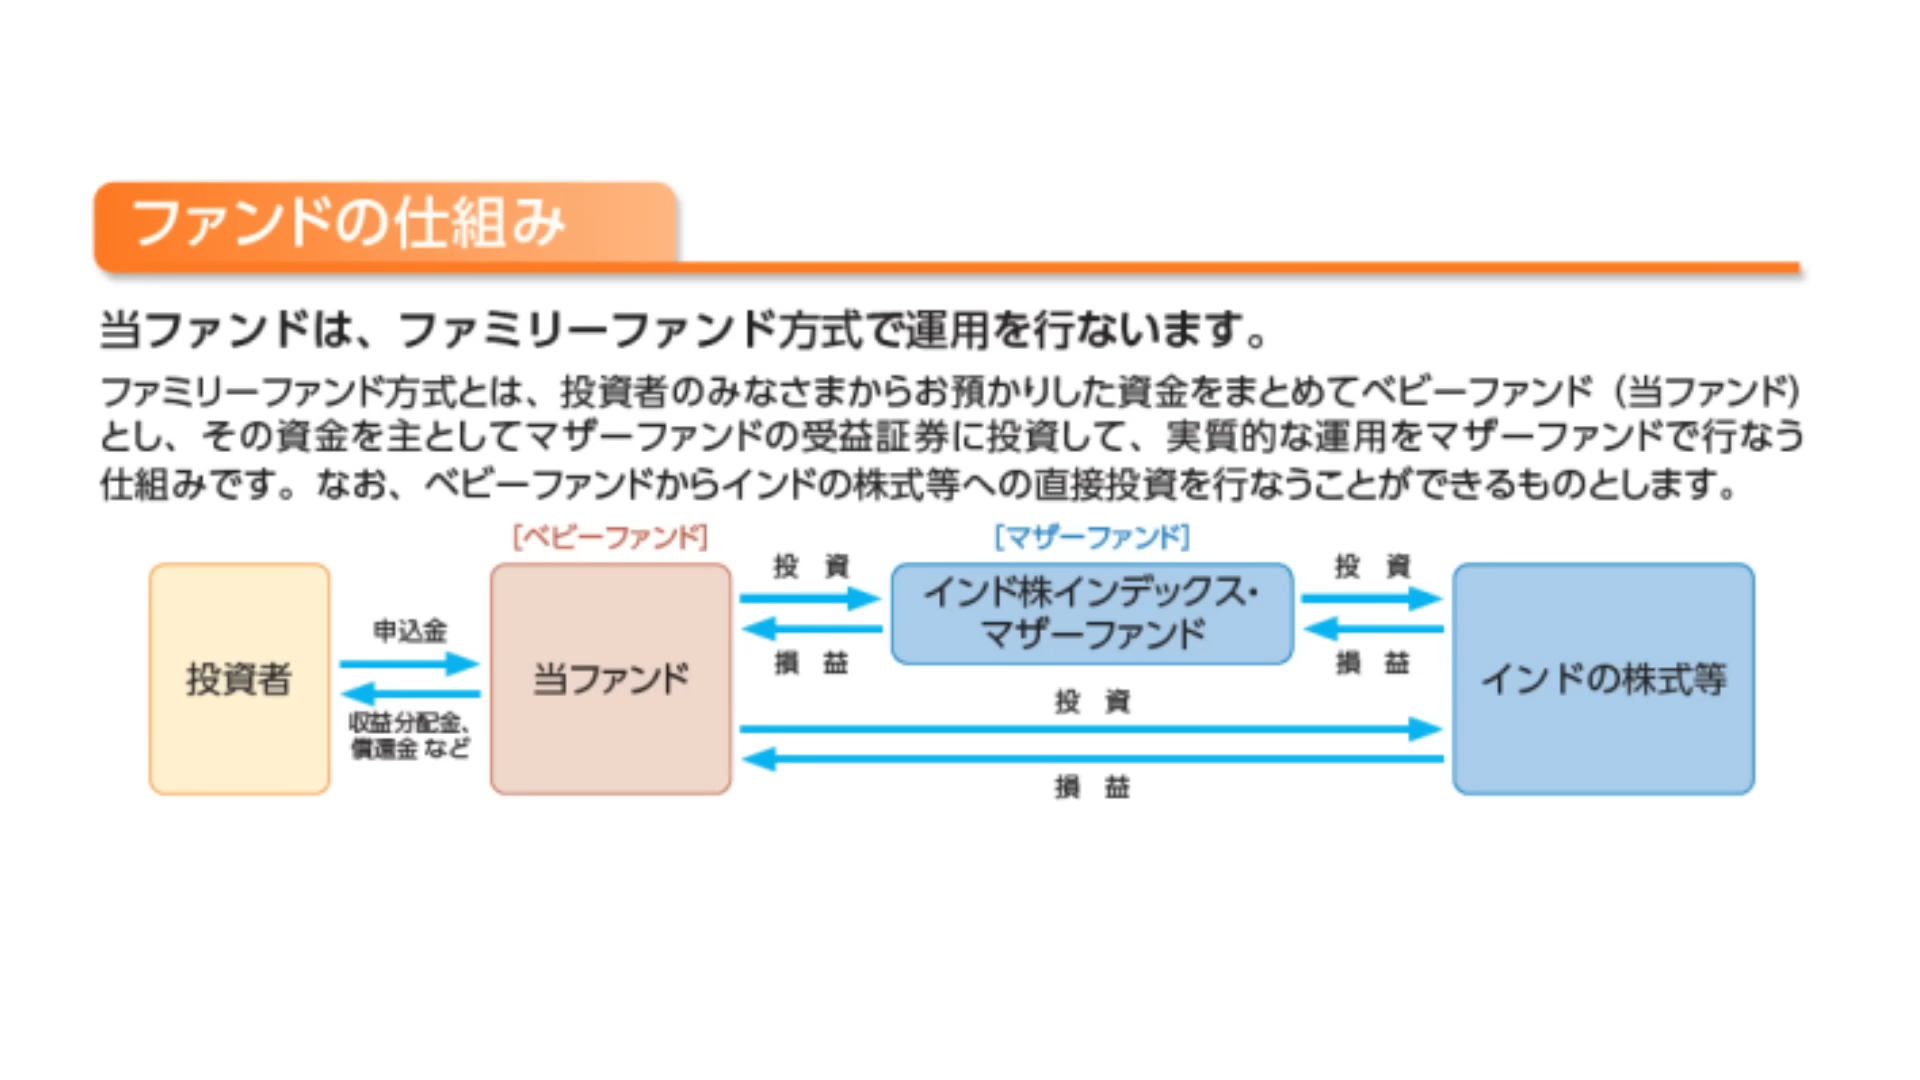 ファンドの仕組み
当ファンドは、ファミリーファンド方式で運用を行ないます。
ファミリーファンド方式とは、投資者のみなさまからお預かりした資金をまとめてベビーファンド（当ファンド）
とし、その資金を主としてマザーファンドの受益証券に投資して、実質的な運用をマザーファンドで行なう
仕組みです。なお、ベビーファンドからインドの株式等への直接投資を行なうことができるものとします。
投資者
申込金
収益分配金、
償還金 など
[ベビーファンド]
当ファンド
投 資
損 益
[マザーファンド]
インド株インデックス・
マザーファンド
投 資
損 益
投 資
損 益
インドの株式等